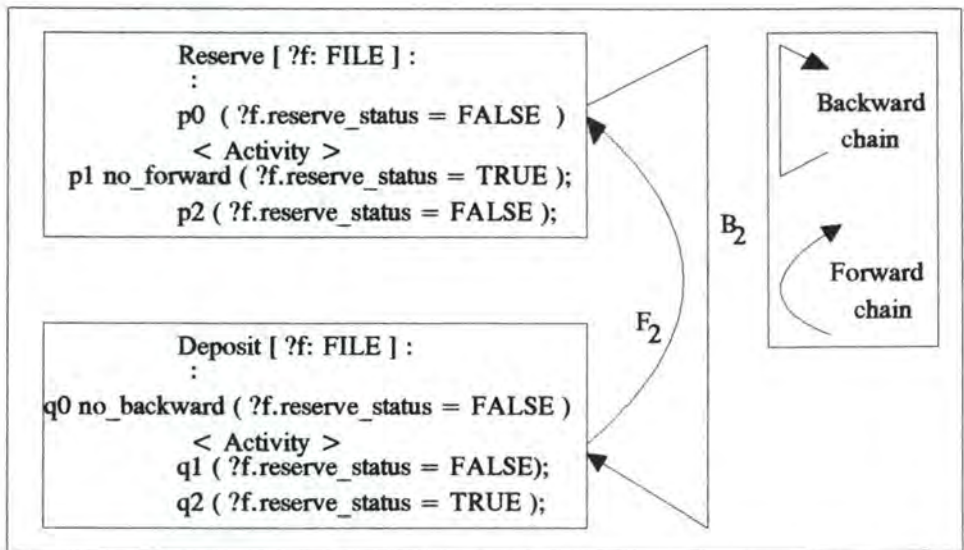 Reserve [ ?f: FILE ] :
:
p0 ( ?f.reserve_status = FALSE )
< Activity >
p1 no_forward ( ?f.reserve_status = TRUE );
p2 ( ?f.reserve_status = FALSE );
Deposit [ ?f: FILE ] :
:
q0 no_backward ( ?f.reserve_status = FALSE )
< Activity >
q1 ( ?f.reserve_status = FALSE);
q2 ( ?f.reserve_status = TRUE );
F2
B2
Backward
chain
Forward
chain